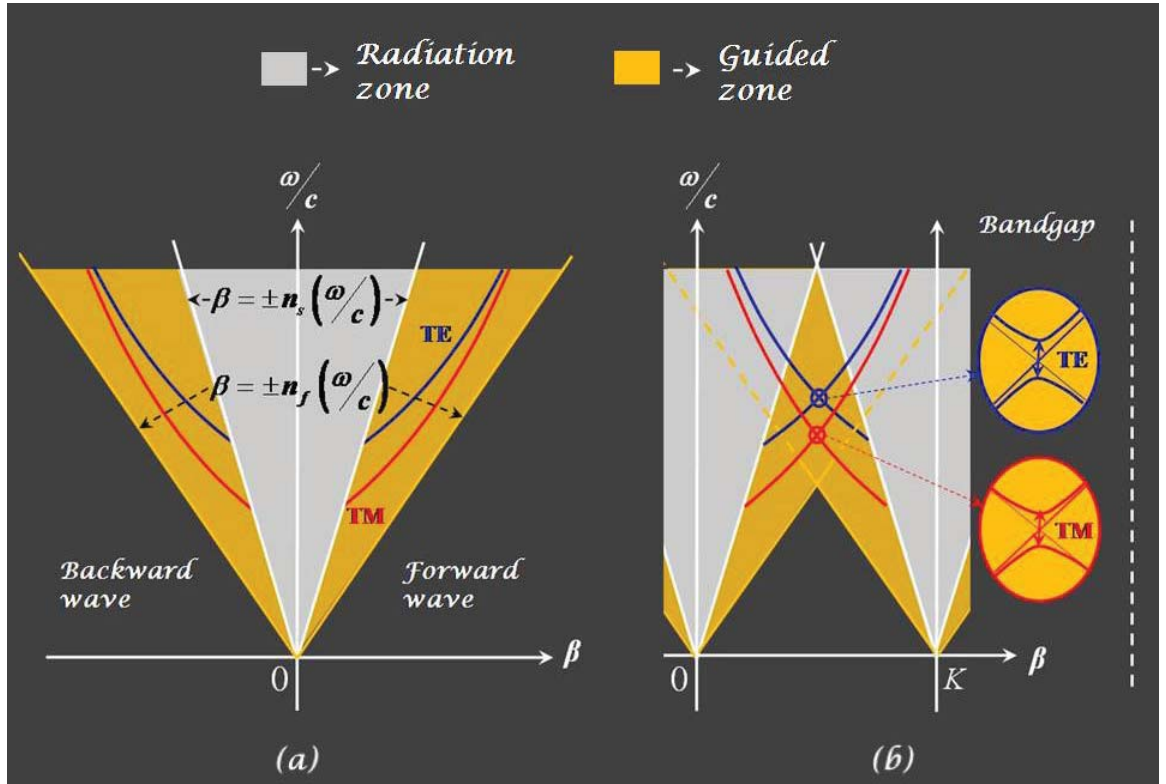 Radiation
zone
Guided
zone
ω/c
β = ±n_s (ω/c)
TE
β = ±n_f (ω/c)
TM
Backward
wave
Forward
wave
0
β
(a)
ω/c
Bandgap
TE
TM
0
K
β
(b)